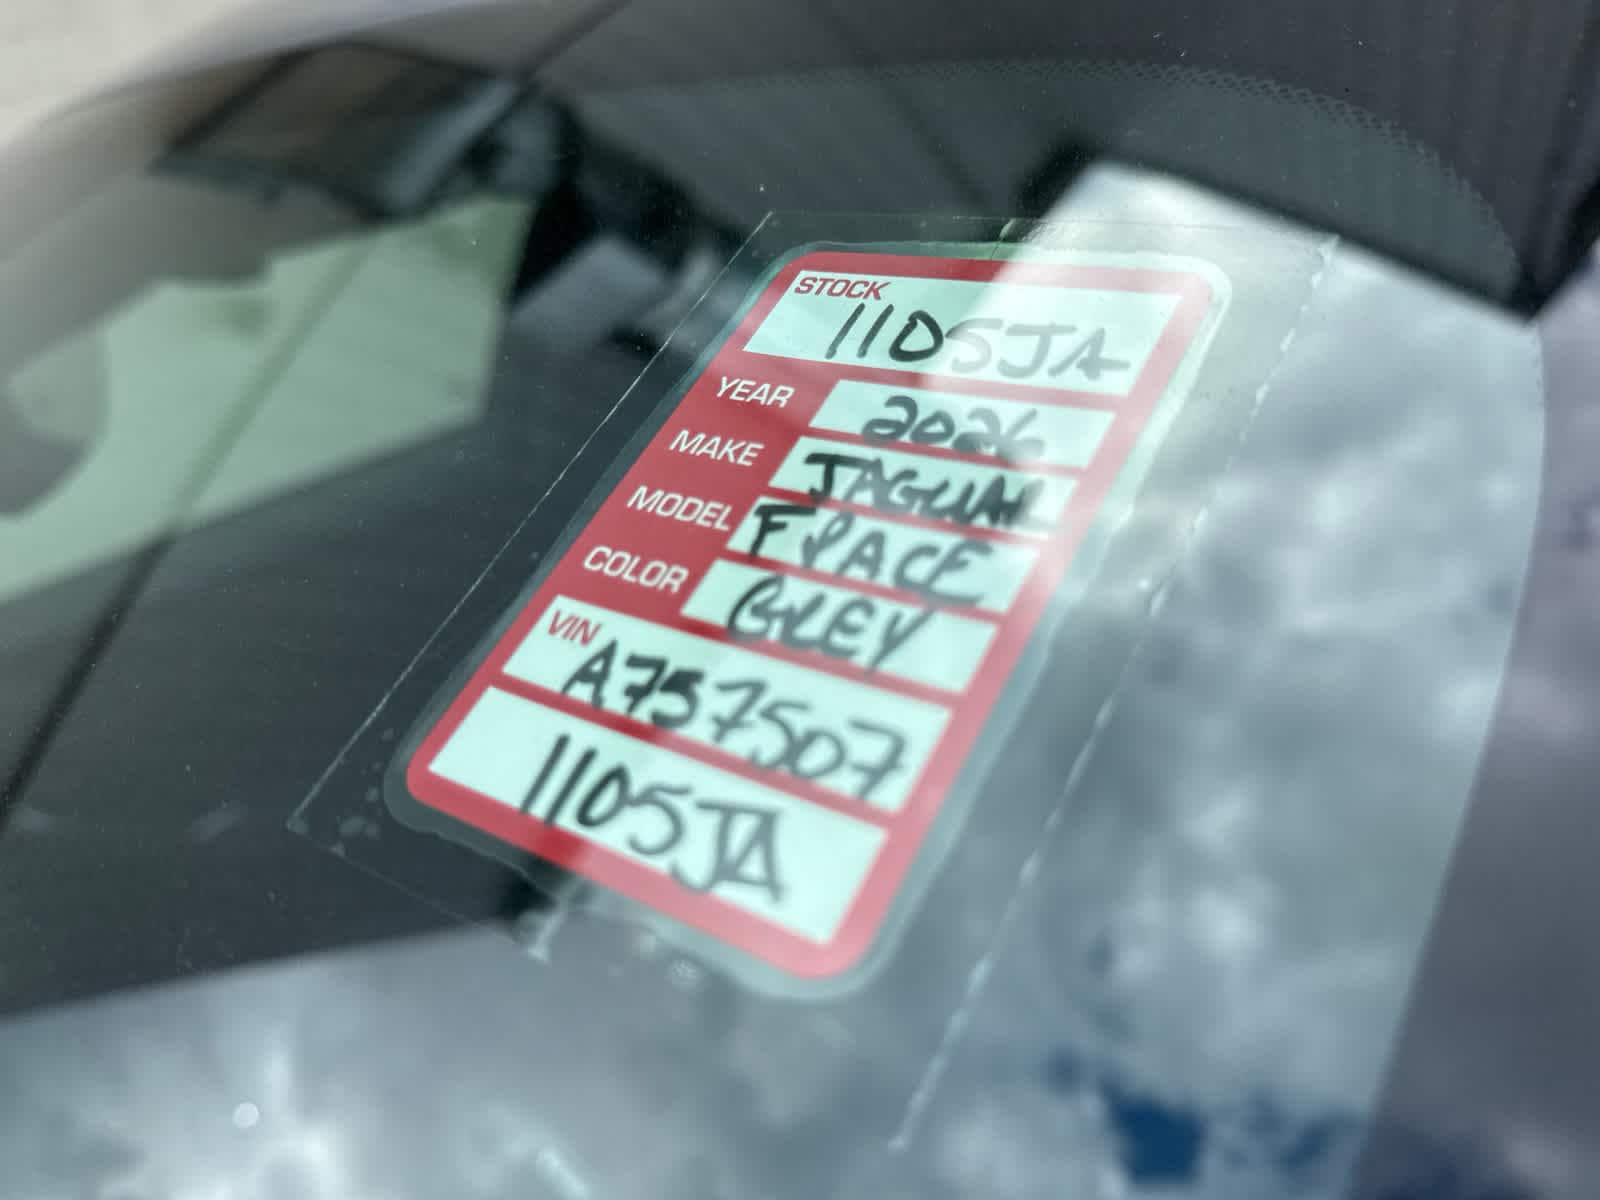 STOCK
1105JA
YEAR 2026
MAKE JAGUAR
MODEL F PACE
COLOR GREY
VIN
A757507
1105JA